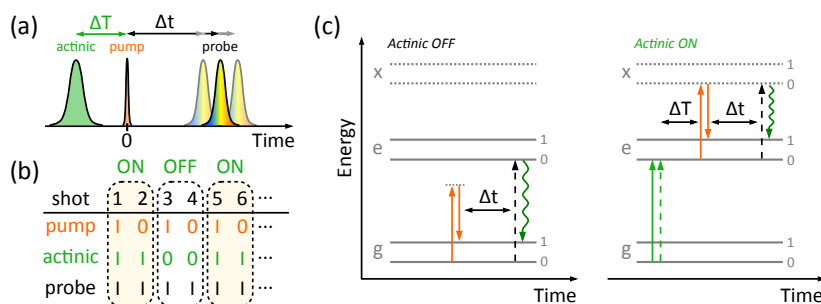 (a)
ΔT
Δt
actinic
pump
probe
0
Time
(b)
ON OFF ON
shot 1 2 3 4 5 6 ...
pump I 0 I 0 I 0 ...
actinic I I 0 0 I I ...
probe I I I I I I ...
(c)
Actinic OFF
Energy
x
1
0
e
1
0
Δt
g
1
0
Time
Actinic ON
1
0
ΔT
Δt
1
0
1
0
Time